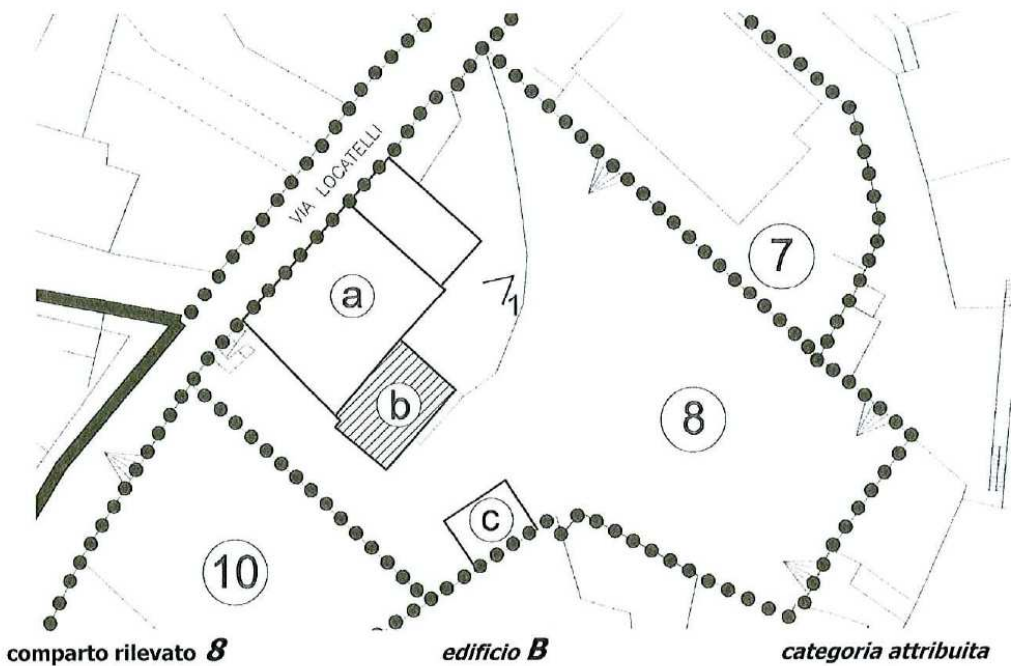 VIA LOCATELLI
7
a
1
b
8
c
10
comparto rilevato 8 edificio B categoria attribuita